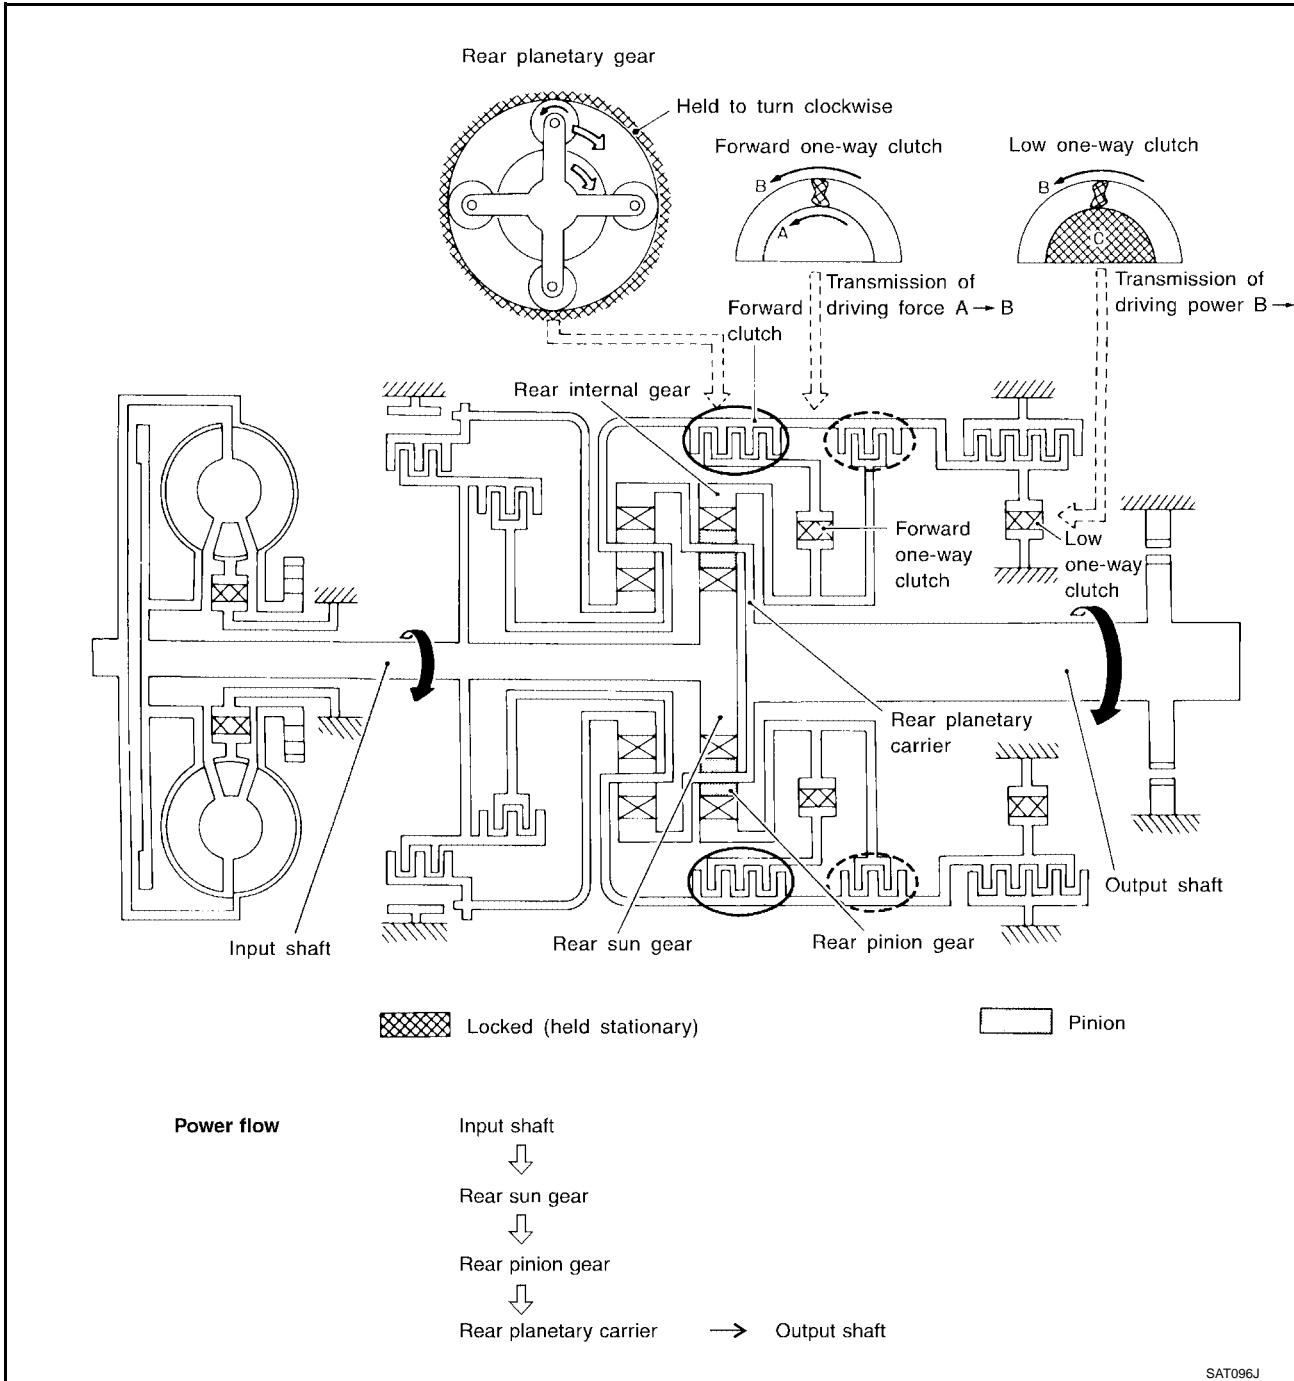 Rear planetary gear
Held to turn clockwise
Forward one-way clutch
Low one-way clutch
B
A
B
C
Transmission of
driving force A → B
Transmission of
driving power B →
Forward
clutch
Rear internal gear
Forward
one-way
clutch
Low
one-way
clutch
Rear planetary
carrier
Output shaft
Input shaft
Rear sun gear
Rear pinion gear
Locked (held stationary)
Pinion
Power flow
Input shaft
Rear sun gear
Rear pinion gear
Rear planetary carrier → Output shaft
SAT096J